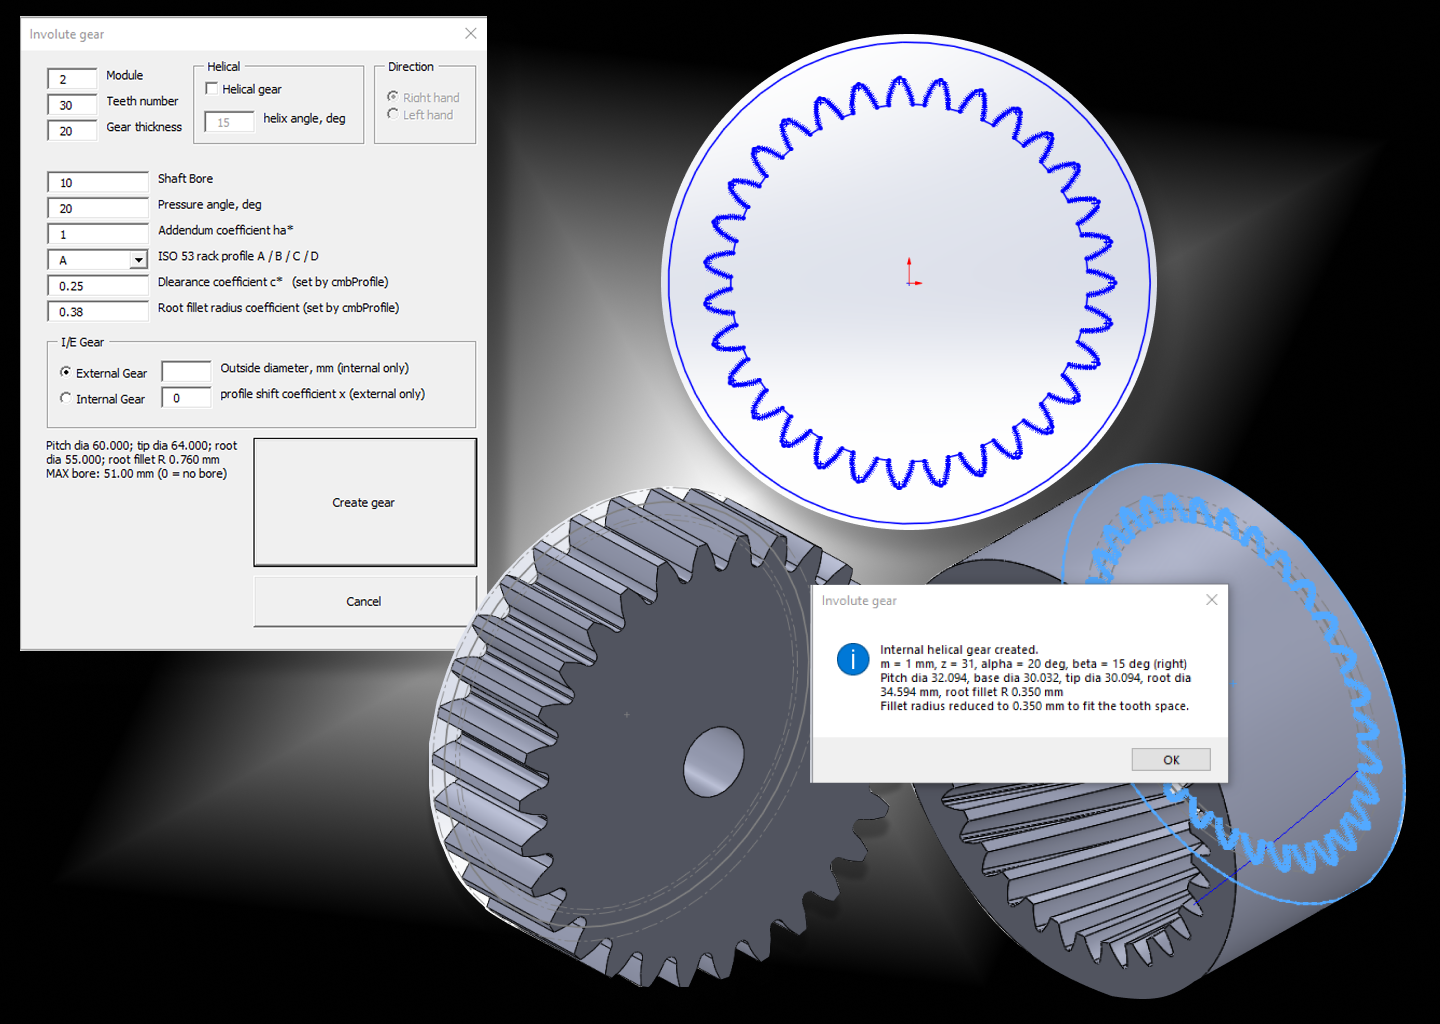 Involute gear
2 Module
30 Teeth number
20 Gear thickness
Helical
Helical gear
15 helix angle, deg
Direction
Right hand
Left hand
10 Shaft Bore
20 Pressure angle, deg
1 Addendum coefficient ha*
A ISO 53 rack profile A / B / C / D
0.25 Dlearance coefficient c* (set by cmbProfile)
0.38 Root fillet radius coefficient (set by cmbProfile)
I/E Gear
External Gear Outside diameter, mm (internal only)
Internal Gear 0 profile shift coefficient x (external only)
Pitch dia 60.000; tip dia 64.000; root
dia 55.000; root fillet R 0.760 mm
MAX bore: 51.00 mm (0 = no bore)
Create gear
Cancel
Involute gear
Internal helical gear created.
m = 1 mm, z = 31, alpha = 20 deg, beta = 15 deg (right)
Pitch dia 32.094, base dia 30.032, tip dia 30.094, root dia
34.594 mm, root fillet R 0.350 mm
Fillet radius reduced to 0.350 mm to fit the tooth space.
OK